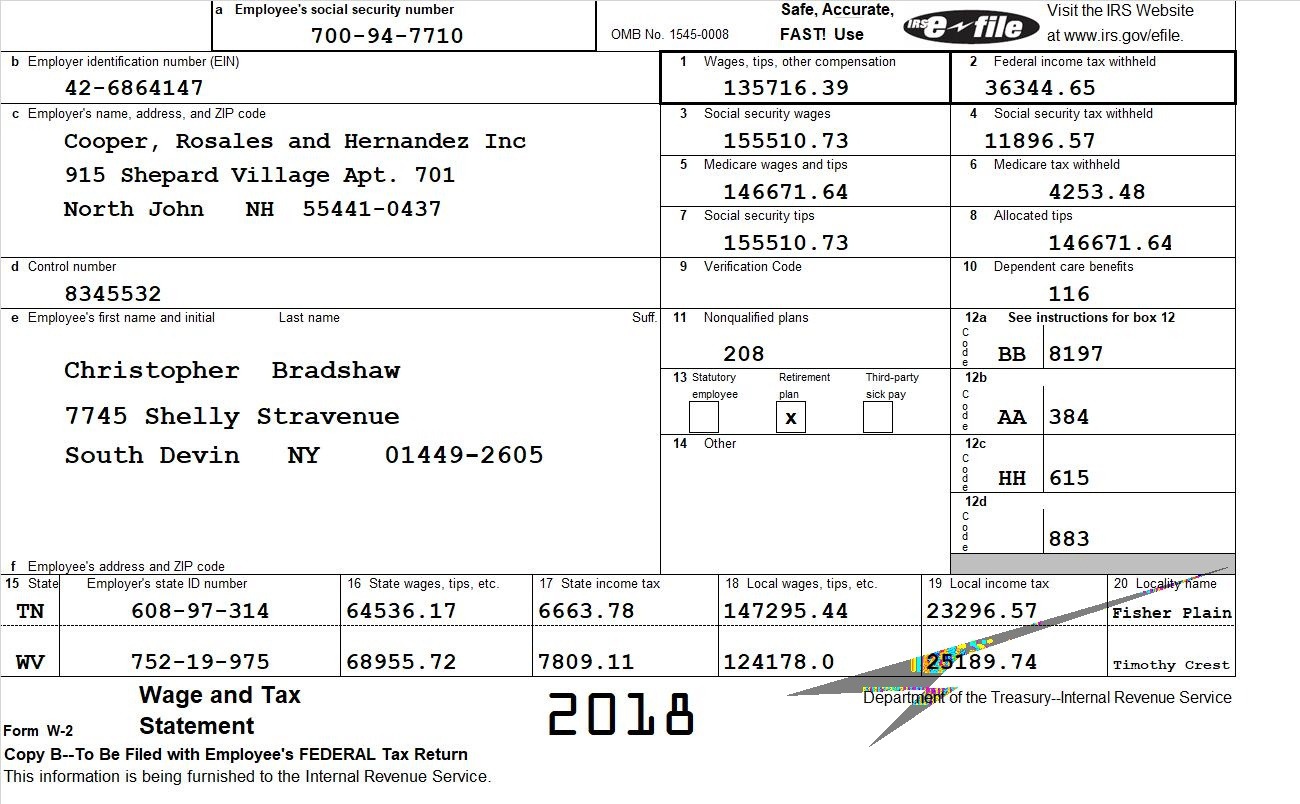 a Employee's social security number
700-94-7710
OMB No. 1545-0008
Safe, Accurate,
FAST! Use
IRS e-file
Visit the IRS Website
at www.irs.gov/efile.
b Employer identification number (EIN)
42-6864147
1 Wages, tips, other compensation
135716.39
2 Federal income tax withheld
36344.65
c Employer's name, address, and ZIP code
Cooper, Rosales and Hernandez Inc
915 Shepard Village Apt. 701
North John NH 55441-0437
3 Social security wages
155510.73
4 Social security tax withheld
11896.57
5 Medicare wages and tips
146671.64
6 Medicare tax withheld
4253.48
7 Social security tips
155510.73
8 Allocated tips
146671.64
d Control number
8345532
9 Verification Code
10 Dependent care benefits
116
e Employee's first name and initial Last name Suff.
Christopher Bradshaw
7745 Shelly Stravenue
South Devin NY 01449-2605
11 Nonqualified plans
208
12a See instructions for box 12
Code BB 8197
13 Statutory employee
Retirement plan
x
Third-party sick pay
12b
Code AA 384
14 Other
12c
Code HH 615
12d
Code 883
f Employee's address and ZIP code
15 State Employer's state ID number 16 State wages, tips, etc. 17 State income tax 18 Local wages, tips, etc. 19 Local income tax 20 Locality name
TN 608-97-314 64536.17 6663.78 147295.44 23296.57 Fisher Plain
WV 752-19-975 68955.72 7809.11 124178.0 25189.74 Timothy Crest
Form W-2
Wage and Tax
Statement
2018
Department of the Treasury--Internal Revenue Service
Copy B--To Be Filed with Employee's FEDERAL Tax Return
This information is being furnished to the Internal Revenue Service.